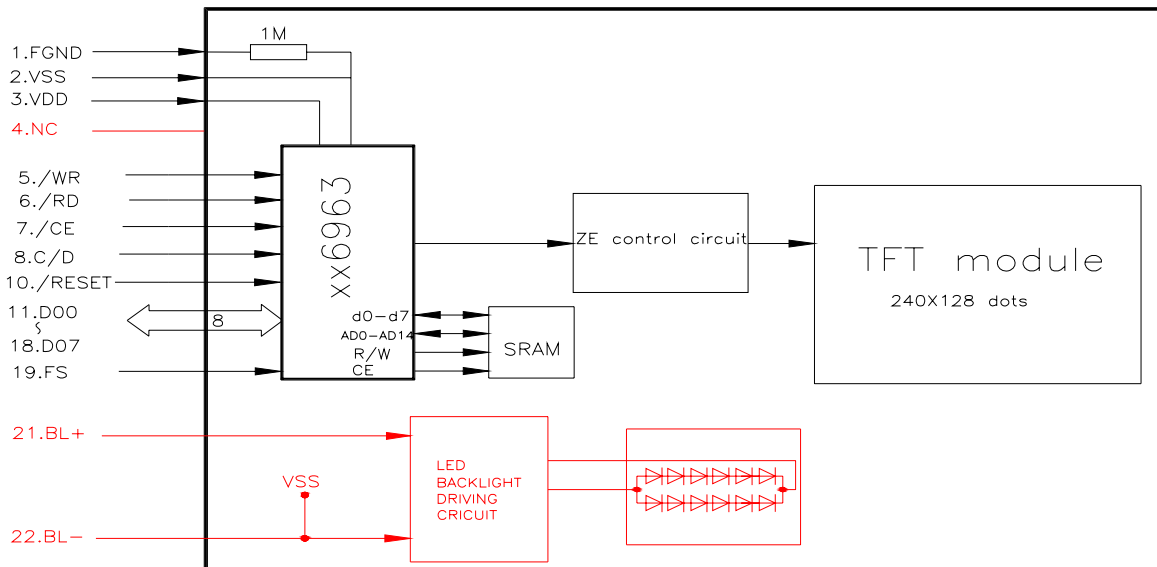 1M
1.FGND
2.VSS
3.VDD
4.NC
5./WR
6./RD
7./CE
8.C/D
10./RESET
11.D00
~
18.D07
19.FS
8
xx6963
d0-d7
AD0-AD14
R/W
CE
SRAM
ZE control circuit
TFT module
240X128 dots
21.BL+
VSS
22.BL-
LED
BACKLIGHT
DRIVING
CRICUIT